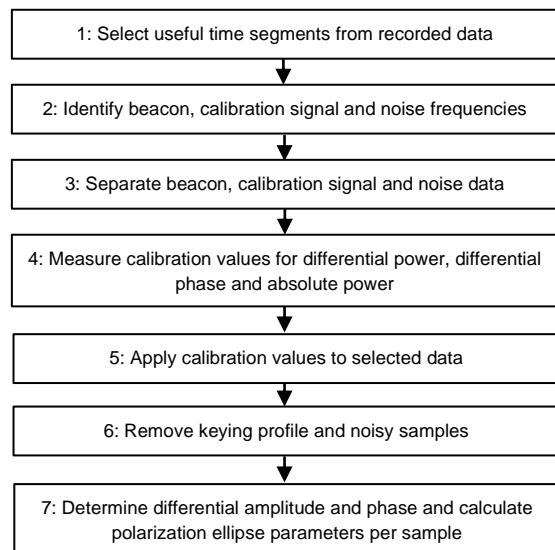 1: Select useful time segments from recorded data
2: Identify beacon, calibration signal and noise frequencies
3: Separate beacon, calibration signal and noise data
4: Measure calibration values for differential power, differential
phase and absolute power
5: Apply calibration values to selected data
6: Remove keying profile and noisy samples
7: Determine differential amplitude and phase and calculate
polarization ellipse parameters per sample